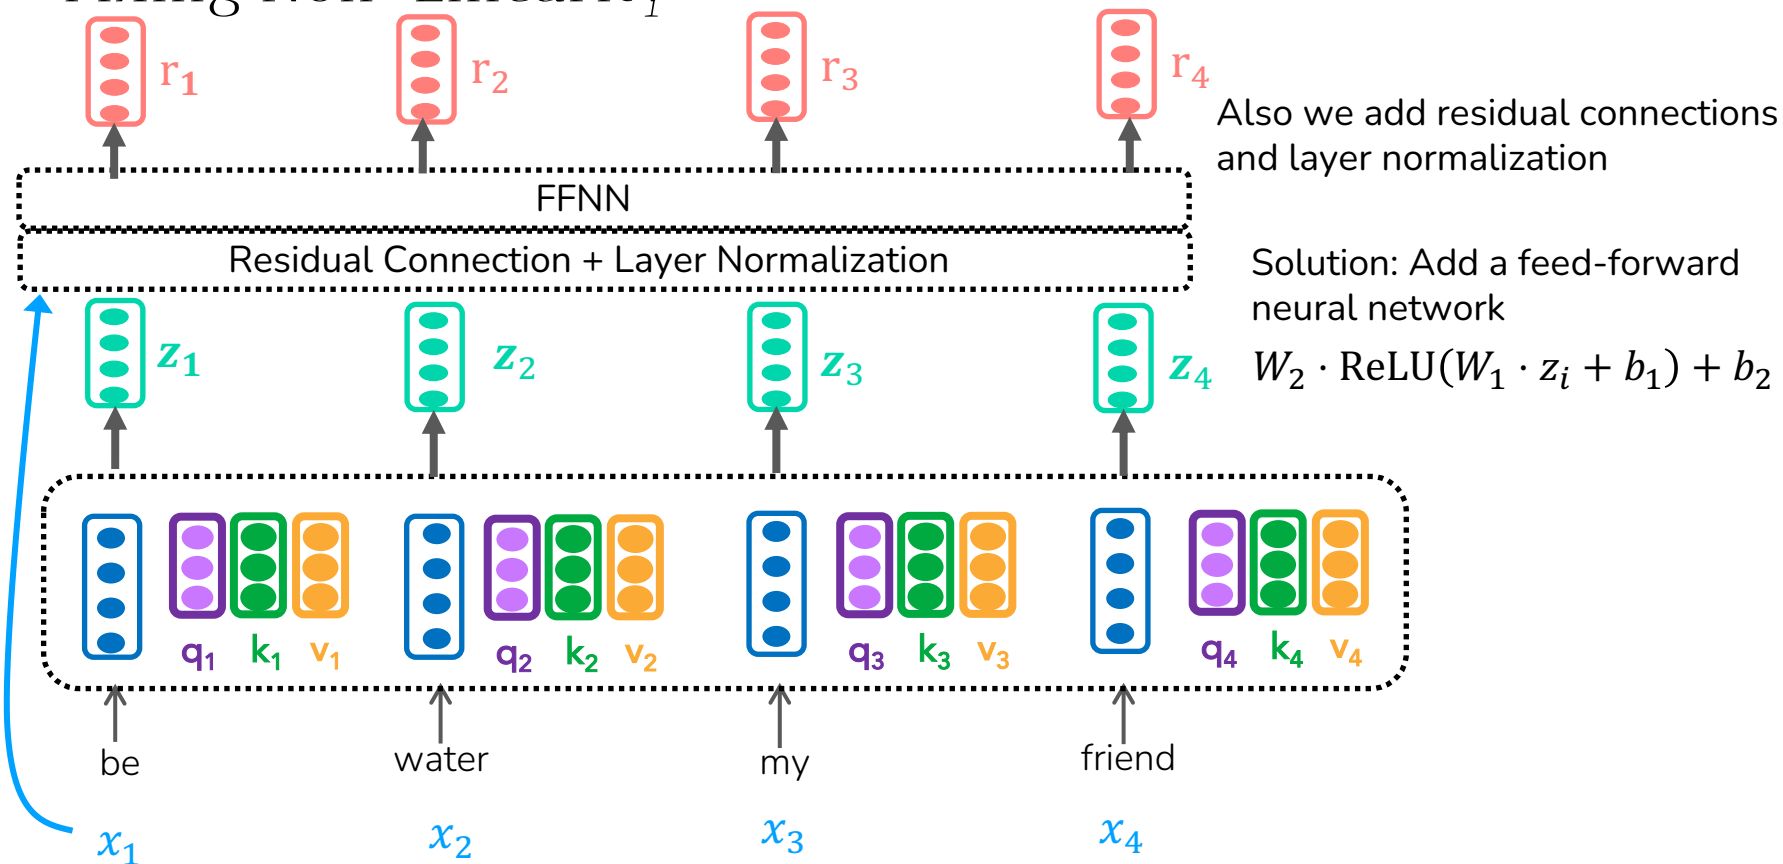 r₁ r₂ r₃ r₄
Also we add residual connections
and layer normalization
FFNN
Residual Connection + Layer Normalization
Solution: Add a feed-forward
neural network
W₂ · ReLU(W₁ · zᵢ + b₁) + b₂
z₁ z₂ z₃ z₄
q₁ k₁ v₁ q₂ k₂ v₂ q₃ k₃ v₃ q₄ k₄ v₄
be water my friend
x₁ x₂ x₃ x₄